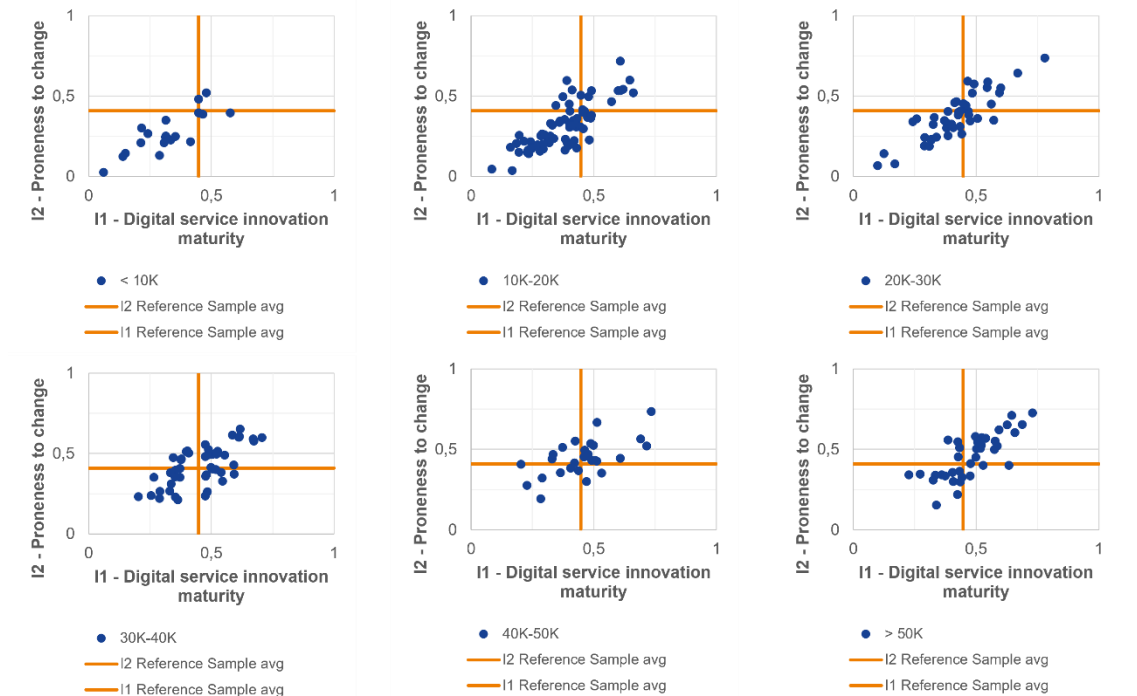 I2 - Proneness to change
1
0,5
0
0
0,5
1
I1 - Digital service innovation
maturity
< 10K
I2 Reference Sample avg
I1 Reference Sample avg
I2 - Proneness to change
1
0,5
0
0
0,5
1
I1 - Digital service innovation
maturity
10K-20K
I2 Reference Sample avg
I1 Reference Sample avg
I2 - Proneness to change
1
0,5
0
0
0,5
1
I1 - Digital service innovation
maturity
20K-30K
I2 Reference Sample avg
I1 Reference Sample avg
I2 - Proneness to change
1
0,5
0
0
0,5
1
I1 - Digital service innovation
maturity
30K-40K
I2 Reference Sample avg
I1 Reference Sample avg
I2 - Proneness to change
1
0,5
0
0
0,5
1
I1 - Digital service innovation
maturity
40K-50K
I2 Reference Sample avg
I1 Reference Sample avg
I2 - Proneness to change
1
0,5
0
0
0,5
1
I1 - Digital service innovation
maturity
> 50K
I2 Reference Sample avg
I1 Reference Sample avg